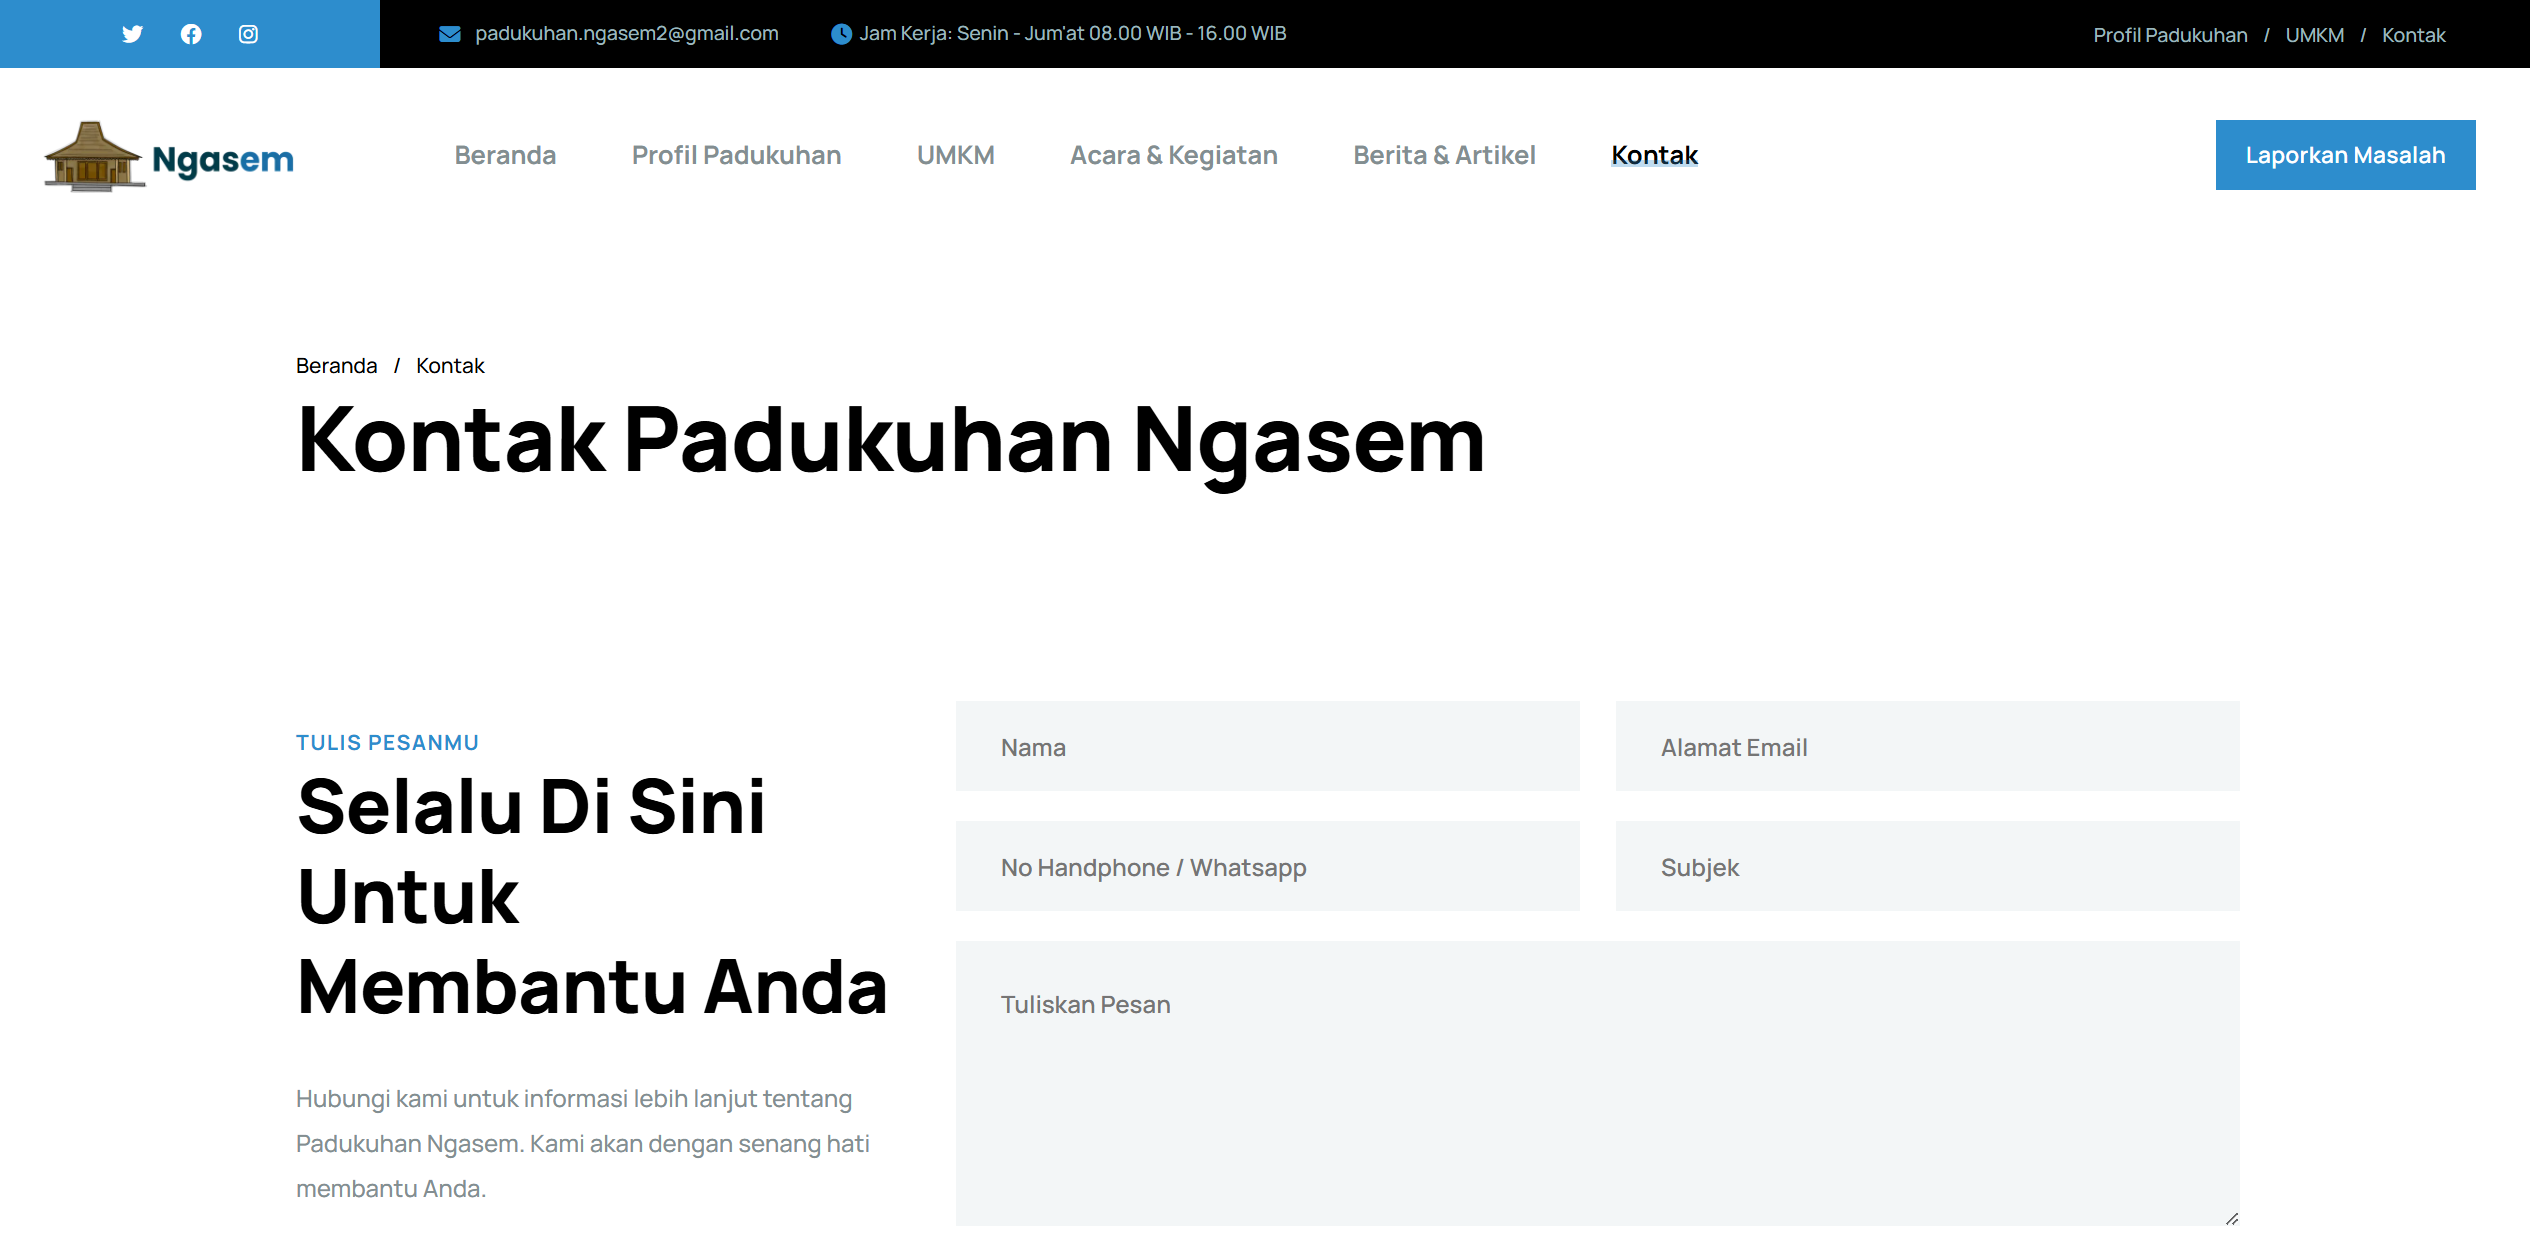 padukuhan.ngasem2@gmail.com
Jam Kerja: Senin - Jum'at 08.00 WIB - 16.00 WIB
Profil Padukuhan / UMKM / Kontak
Ngasem
Beranda
Profil Padukuhan
UMKM
Acara & Kegiatan
Berita & Artikel
Kontak
Laporkan Masalah
Beranda / Kontak
Kontak Padukuhan Ngasem
TULIS PESANMU
Selalu Di Sini
Untuk
Membantu Anda
Hubungi kami untuk informasi lebih lanjut tentang
Padukuhan Ngasem. Kami akan dengan senang hati
membantu Anda.
Nama
Alamat Email
No Handphone / Whatsapp
Subjek
Tuliskan Pesan